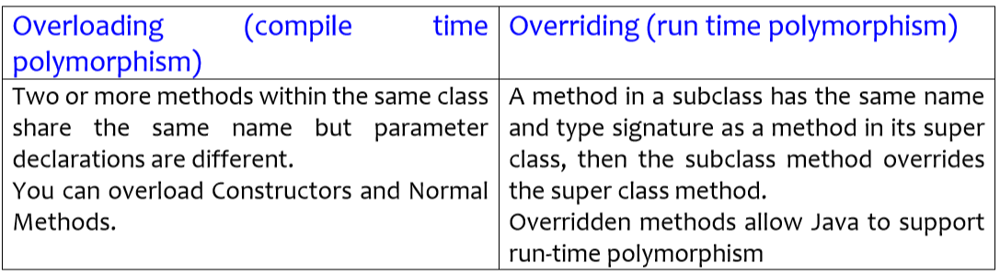 Overloading (compile time
polymorphism)
Overriding (run time polymorphism)
Two or more methods within the same class
share the same name but parameter
declarations are different.
You can overload Constructors and Normal
Methods.
A method in a subclass has the same name
and type signature as a method in its super
class, then the subclass method overrides
the super class method.
Overridden methods allow Java to support
run-time polymorphism